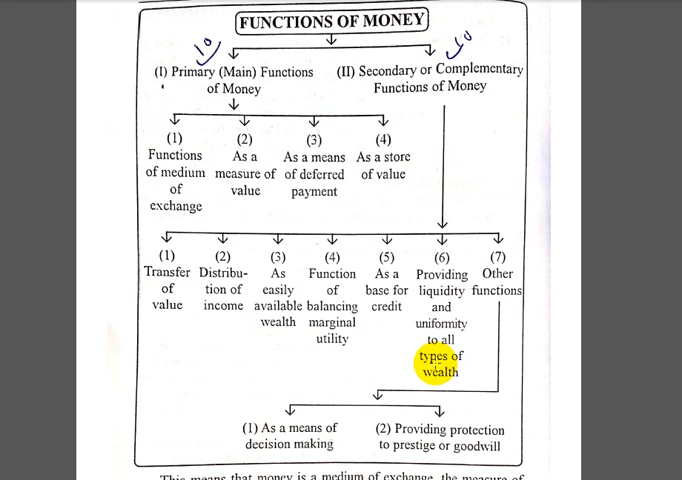 FUNCTIONS OF MONEY
10
10
(I) Primary (Main) Functions
of Money
(II) Secondary or Complementary
Functions of Money
(1)
Functions
of medium
of
exchange
(2)
As a
measure of
value
(3)
As a means
of deferred
payment
(4)
As a store
of value
(1)
Transfer
of
value
(2)
Distribu-
tion of
income
(3)
As
easily
available
wealth
(4)
Function
of
balancing
marginal
utility
(5)
As a
base for
credit
(6)
Providing
liquidity
and
uniformity
to all
types of
wealth
(7)
Other
functions
(1) As a means of
decision making
(2) Providing protection
to prestige or goodwill
This means that money is a medium of exchange, the measure of